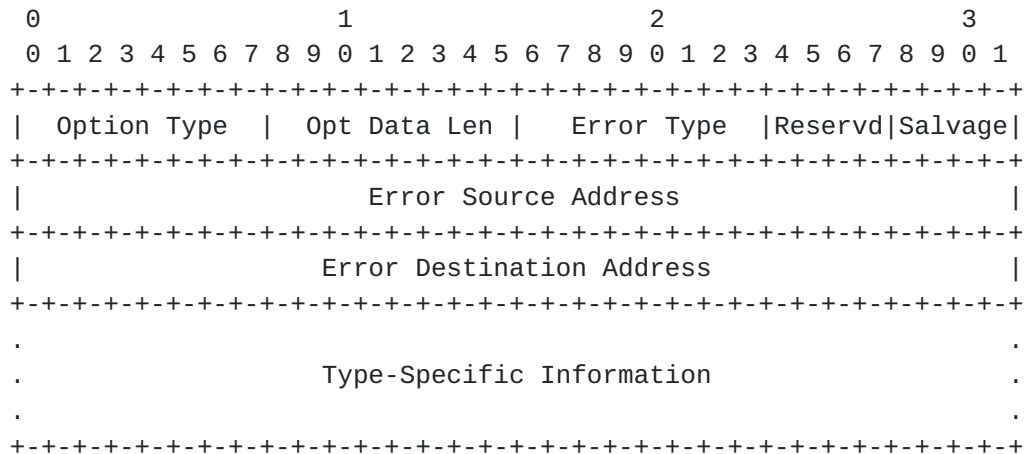 0                   1                   2                   3
 0 1 2 3 4 5 6 7 8 9 0 1 2 3 4 5 6 7 8 9 0 1 2 3 4 5 6 7 8 9 0 1
+-+-+-+-+-+-+-+-+-+-+-+-+-+-+-+-+-+-+-+-+-+-+-+-+-+-+-+-+-+-+-+-+
|  Option Type  |  Opt Data Len |   Error Type  |Reservd|Salvage|
+-+-+-+-+-+-+-+-+-+-+-+-+-+-+-+-+-+-+-+-+-+-+-+-+-+-+-+-+-+-+-+-+
|                      Error Source Address                     |
+-+-+-+-+-+-+-+-+-+-+-+-+-+-+-+-+-+-+-+-+-+-+-+-+-+-+-+-+-+-+-+-+
|                   Error Destination Address                   |
+-+-+-+-+-+-+-+-+-+-+-+-+-+-+-+-+-+-+-+-+-+-+-+-+-+-+-+-+-+-+-+-+
.                                                               .
.                   Type-Specific Information                   .
.                                                               .
+-+-+-+-+-+-+-+-+-+-+-+-+-+-+-+-+-+-+-+-+-+-+-+-+-+-+-+-+-+-+-+-+